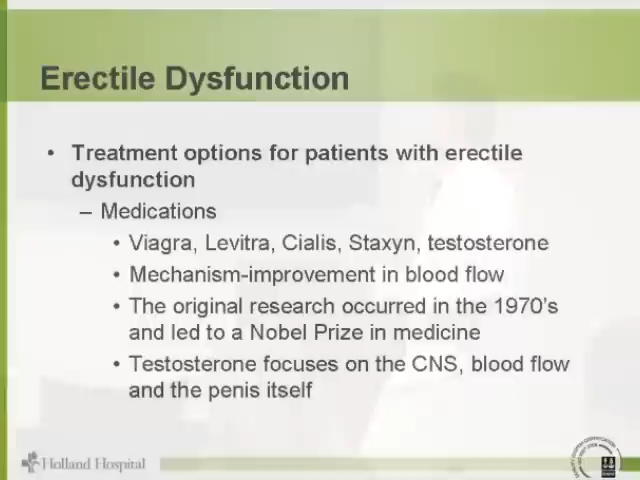 Erectile Dysfunction
• Treatment options for patients with erectile
dysfunction
– Medications
• Viagra, Levitra, Cialis, Staxyn, testosterone
• Mechanism-improvement in blood flow
• The original research occurred in the 1970's
and led to a Nobel Prize in medicine
• Testosterone focuses on the CNS, blood flow
and the penis itself
Holland Hospital